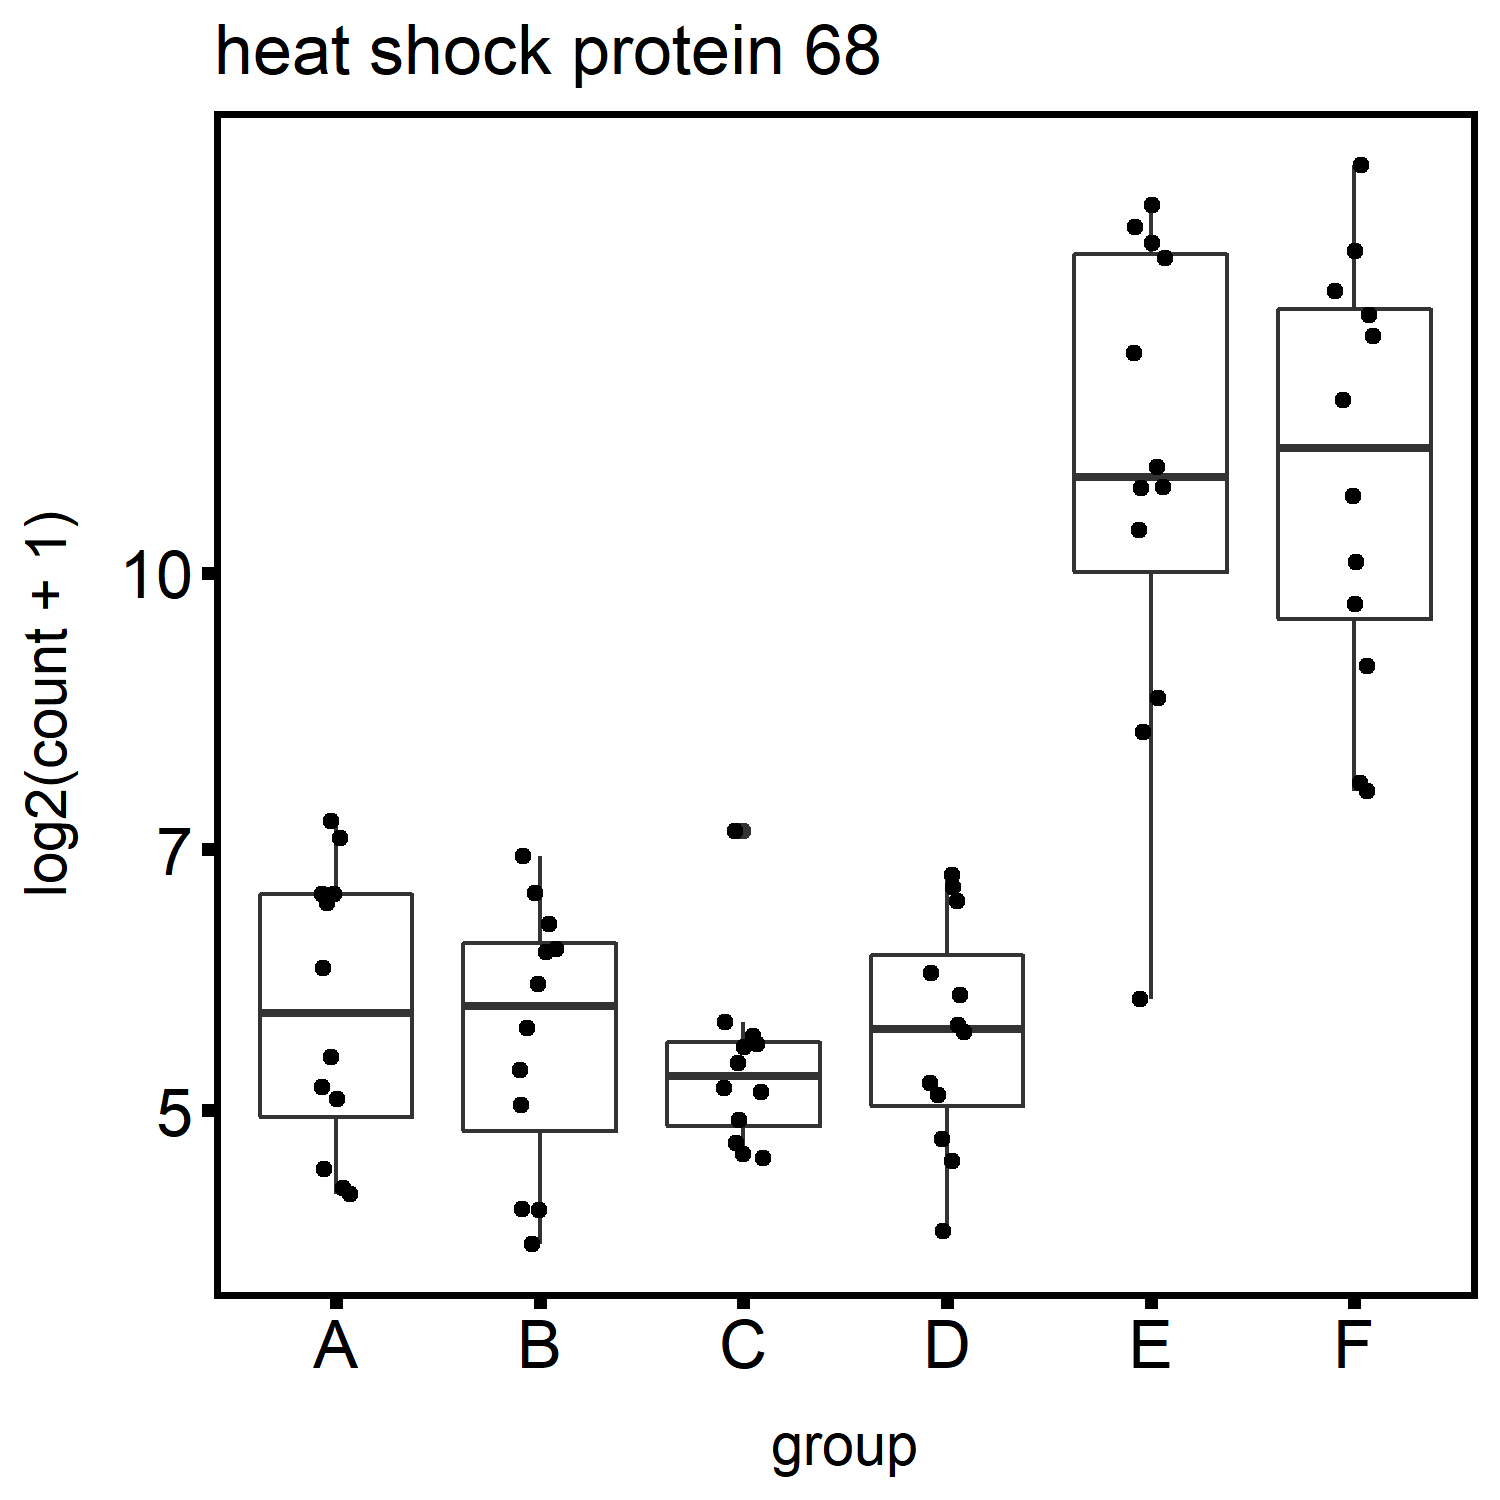 heat shock protein 68
log2(count + 1)
10
7
5
A B C D E F
group